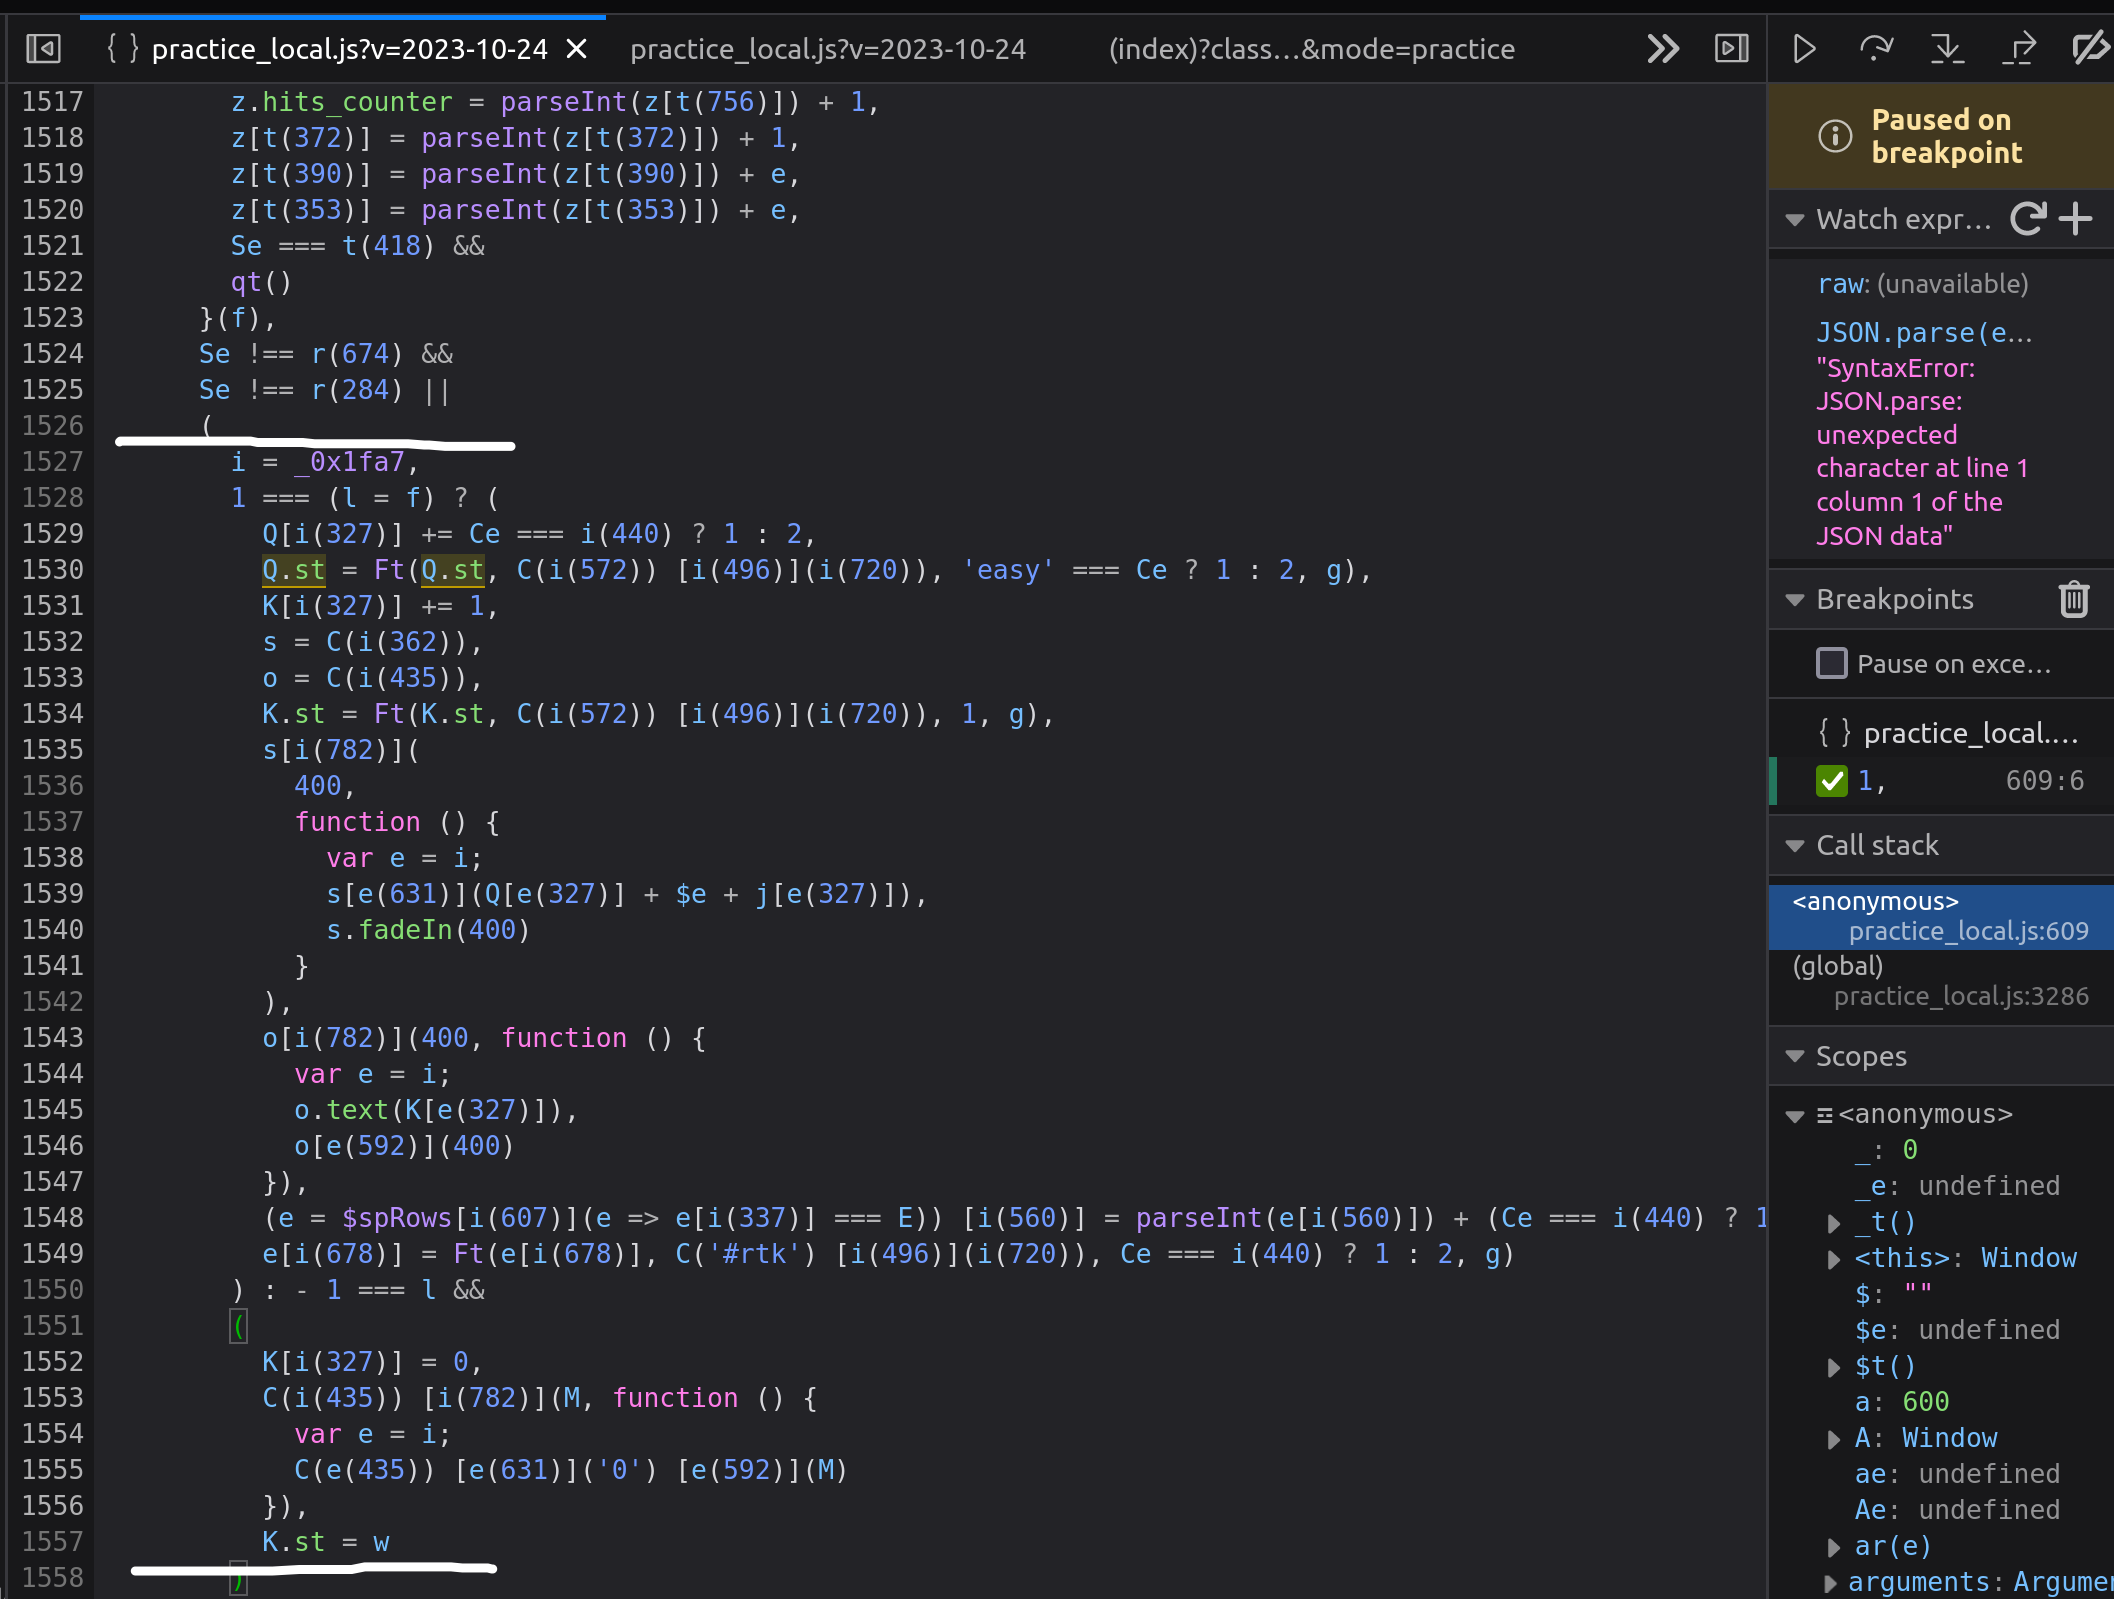 practice_local.js?v=2023-10-24
practice_local.js?v=2023-10-24
(index)?class…&mode=practice
1517 z.hits_counter = parseInt(z[t(756)]) + 1,
1518 z[t(372)] = parseInt(z[t(372)]) + 1,
1519 z[t(390)] = parseInt(z[t(390)]) + e,
1520 z[t(353)] = parseInt(z[t(353)]) + e,
1521 Se === t(418) &&
1522 qt()
1523 }(f),
1524 Se !== r(674) &&
1525 Se !== r(284) ||
1526 (
1527 i = _0x1fa7,
1528 1 === (l = f) ? (
1529 Q[i(327)] += Ce === i(440) ? 1 : 2,
1530 Q.st = Ft(Q.st, C(i(572)) [i(496)](i(720)), 'easy' === Ce ? 1 : 2, g),
1531 K[i(327)] += 1,
1532 s = C(i(362)),
1533 o = C(i(435)),
1534 K.st = Ft(K.st, C(i(572)) [i(496)](i(720)), 1, g),
1535 s[i(782)](
1536 400,
1537 function () {
1538 var e = i;
1539 s[e(631)](Q[e(327)] + $e + j[e(327)]),
1540 s.fadeIn(400)
1541 }
1542 ),
1543 o[i(782)](400, function () {
1544 var e = i;
1545 o.text(K[e(327)]),
1546 o[e(592)](400)
1547 }),
1548 (e = $spRows[i(607)](e => e[i(337)] === E)) [i(560)] = parseInt(e[i(560)]) + (Ce === i(440) ? 1
1549 e[i(678)] = Ft(e[i(678)], C('#rtk') [i(496)](i(720)), Ce === i(440) ? 1 : 2, g)
1550 ) : - 1 === l &&
1551 (
1552 K[i(327)] = 0,
1553 C(i(435)) [i(782)](M, function () {
1554 var e = i;
1555 C(e(435)) [e(631)]('0') [e(592)](M)
1556 }),
1557 K.st = w
1558 )
Paused on
breakpoint
Watch expr…
raw: (unavailable)
JSON.parse(e…
"SyntaxError:
JSON.parse:
unexpected
character at line 1
column 1 of the
JSON data"
Breakpoints
Pause on exce…
{ } practice_local.…
1, 609:6
Call stack
<anonymous>
practice_local.js:609
(global)
practice_local.js:3286
Scopes
<anonymous>
_: 0
_e: undefined
_t()
<this>: Window
$: ""
$e: undefined
$t()
a: 600
A: Window
ae: undefined
Ae: undefined
ar(e)
arguments: Argumen